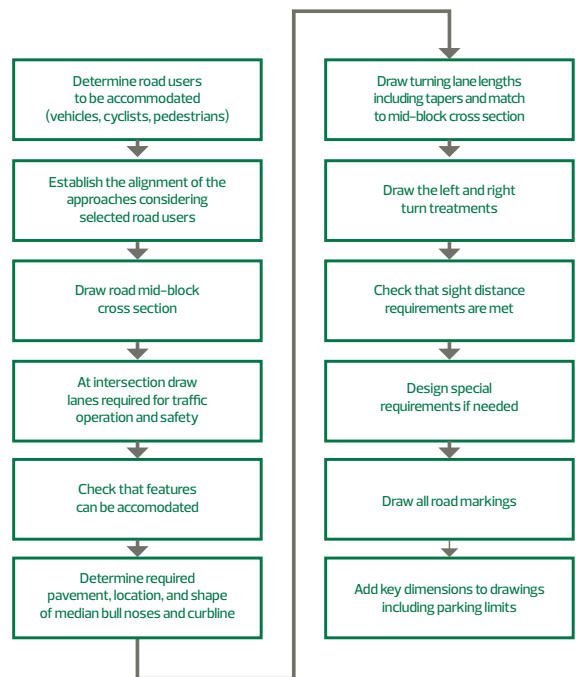 Determine road users
to be accommodated
(vehicles, cyclists, pedestrians)
Establish the alignment of the
approaches considering
selected road users
Draw road mid-block
cross section
At intersection draw
lanes required for traffic
operation and safety
Check that features
can be accomodated
Determine required
pavement, location, and shape
of median bull noses and curbline
Draw turning lane lengths
including tapers and match
to mid-block cross section
Draw the left and right
turn treatments
Check that sight distance
requirements are met
Design special
requirements if needed
Draw all road markings
Add key dimensions to drawings
including parking limits